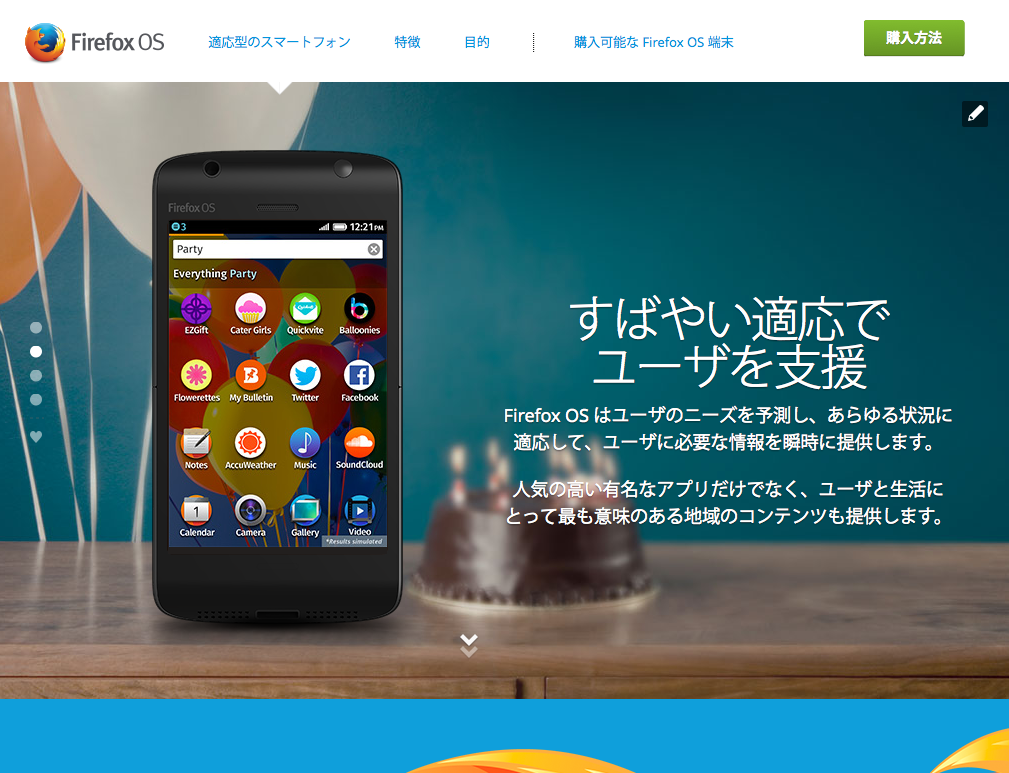 Firefox OS
適応型のスマートフォン
特徴
目的
購入可能な Firefox OS 端末
購入方法
Firefox OS
3
12:21PM
Party
Everything Party
EZGift
Cater Girls
Quickvite
Balloonies
Flowerettes
My Bulletin
Twitter
Facebook
Notes
AccuWeather
Music
SoundCloud
1
Calendar
Camera
Gallery
Video
*Results simulated
すばやい適応で
ユーザを支援
Firefox OS はユーザのニーズを予測し、あらゆる状況に
適応して、ユーザに必要な情報を瞬時に提供します。
人気の高い有名なアプリだけでなく、ユーザと生活に
とって最も意味のある地域のコンテンツも提供します。